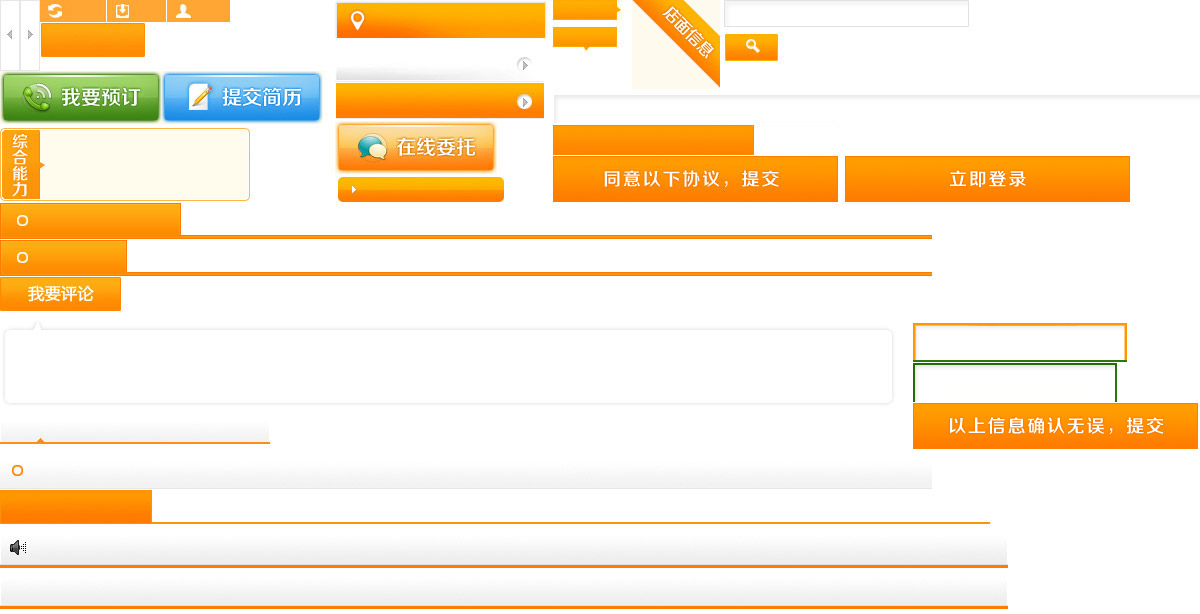 店面信息
我要预订
提交简历
综合能力
在线委托
同意以下协议，提交
立即登录
我要评论
以上信息确认无误，提交